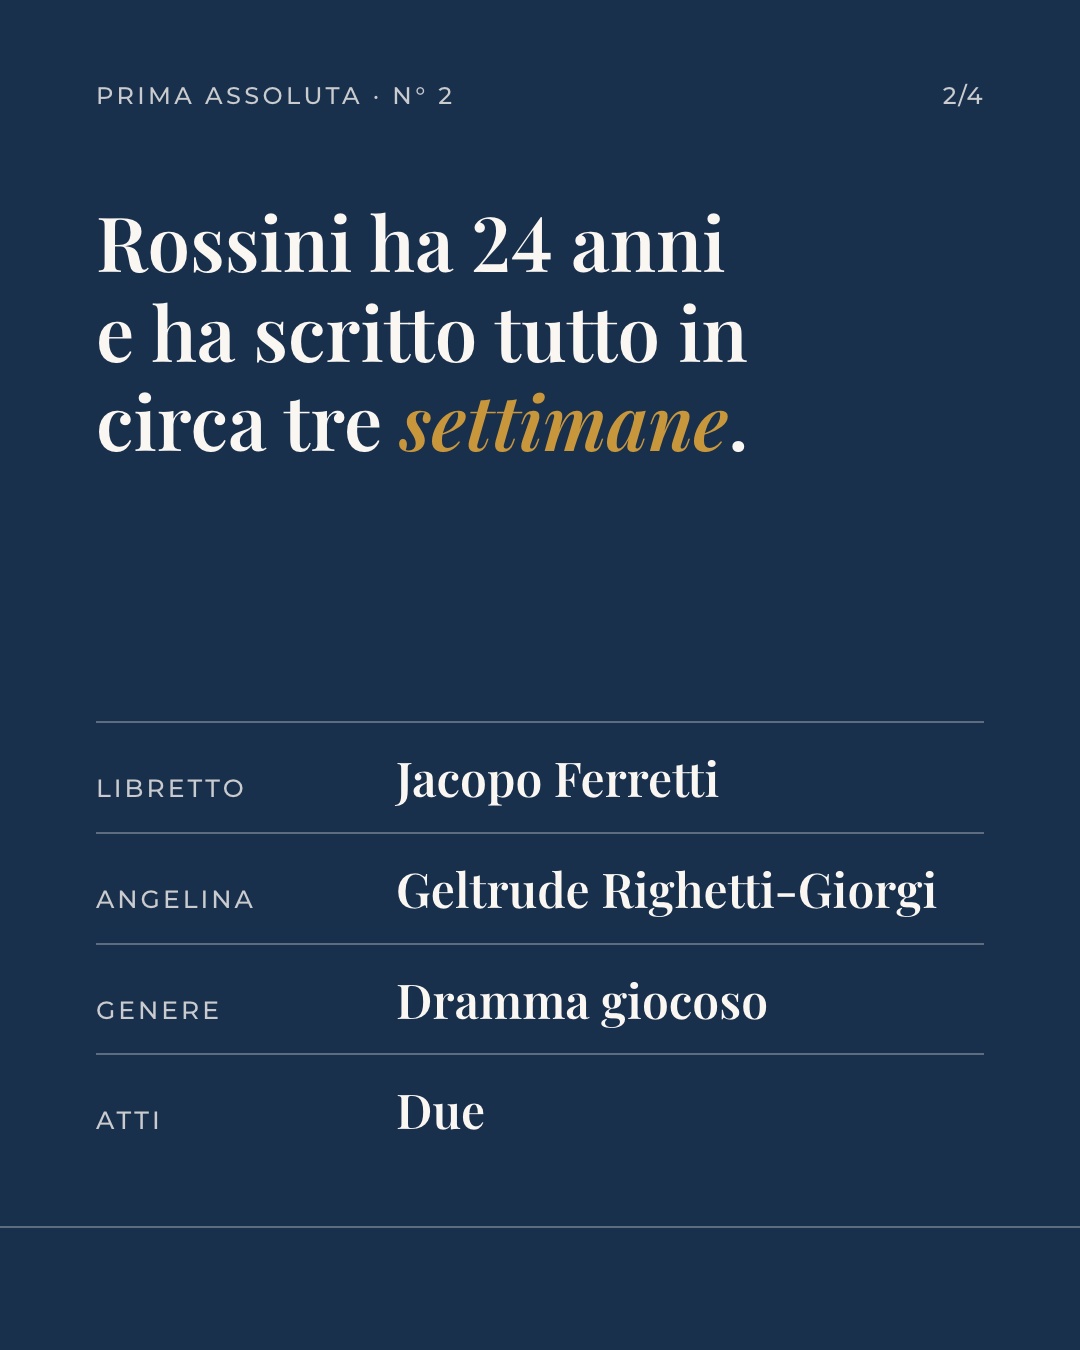 PRIMA ASSOLUTA · N° 2
2/4
Rossini ha 24 anni
e ha scritto tutto in
circa tre settimane.
LIBRETTO Jacopo Ferretti
ANGELINA Geltrude Righetti-Giorgi
GENERE Dramma giocoso
ATTI Due